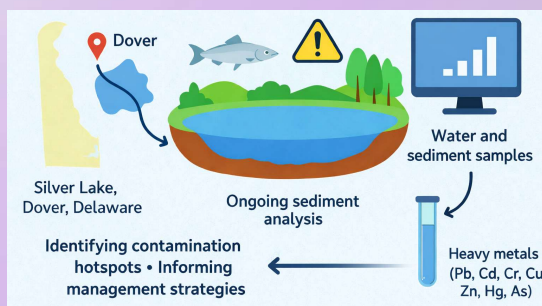 Dover
Silver Lake,
Dover, Delaware
Ongoing sediment
analysis
Water and
sediment samples
Heavy metals
(Pb, Cd, Cr, Cu
Zn, Hg, As)
Identifying contamination
hotspots • Informing
management strategies